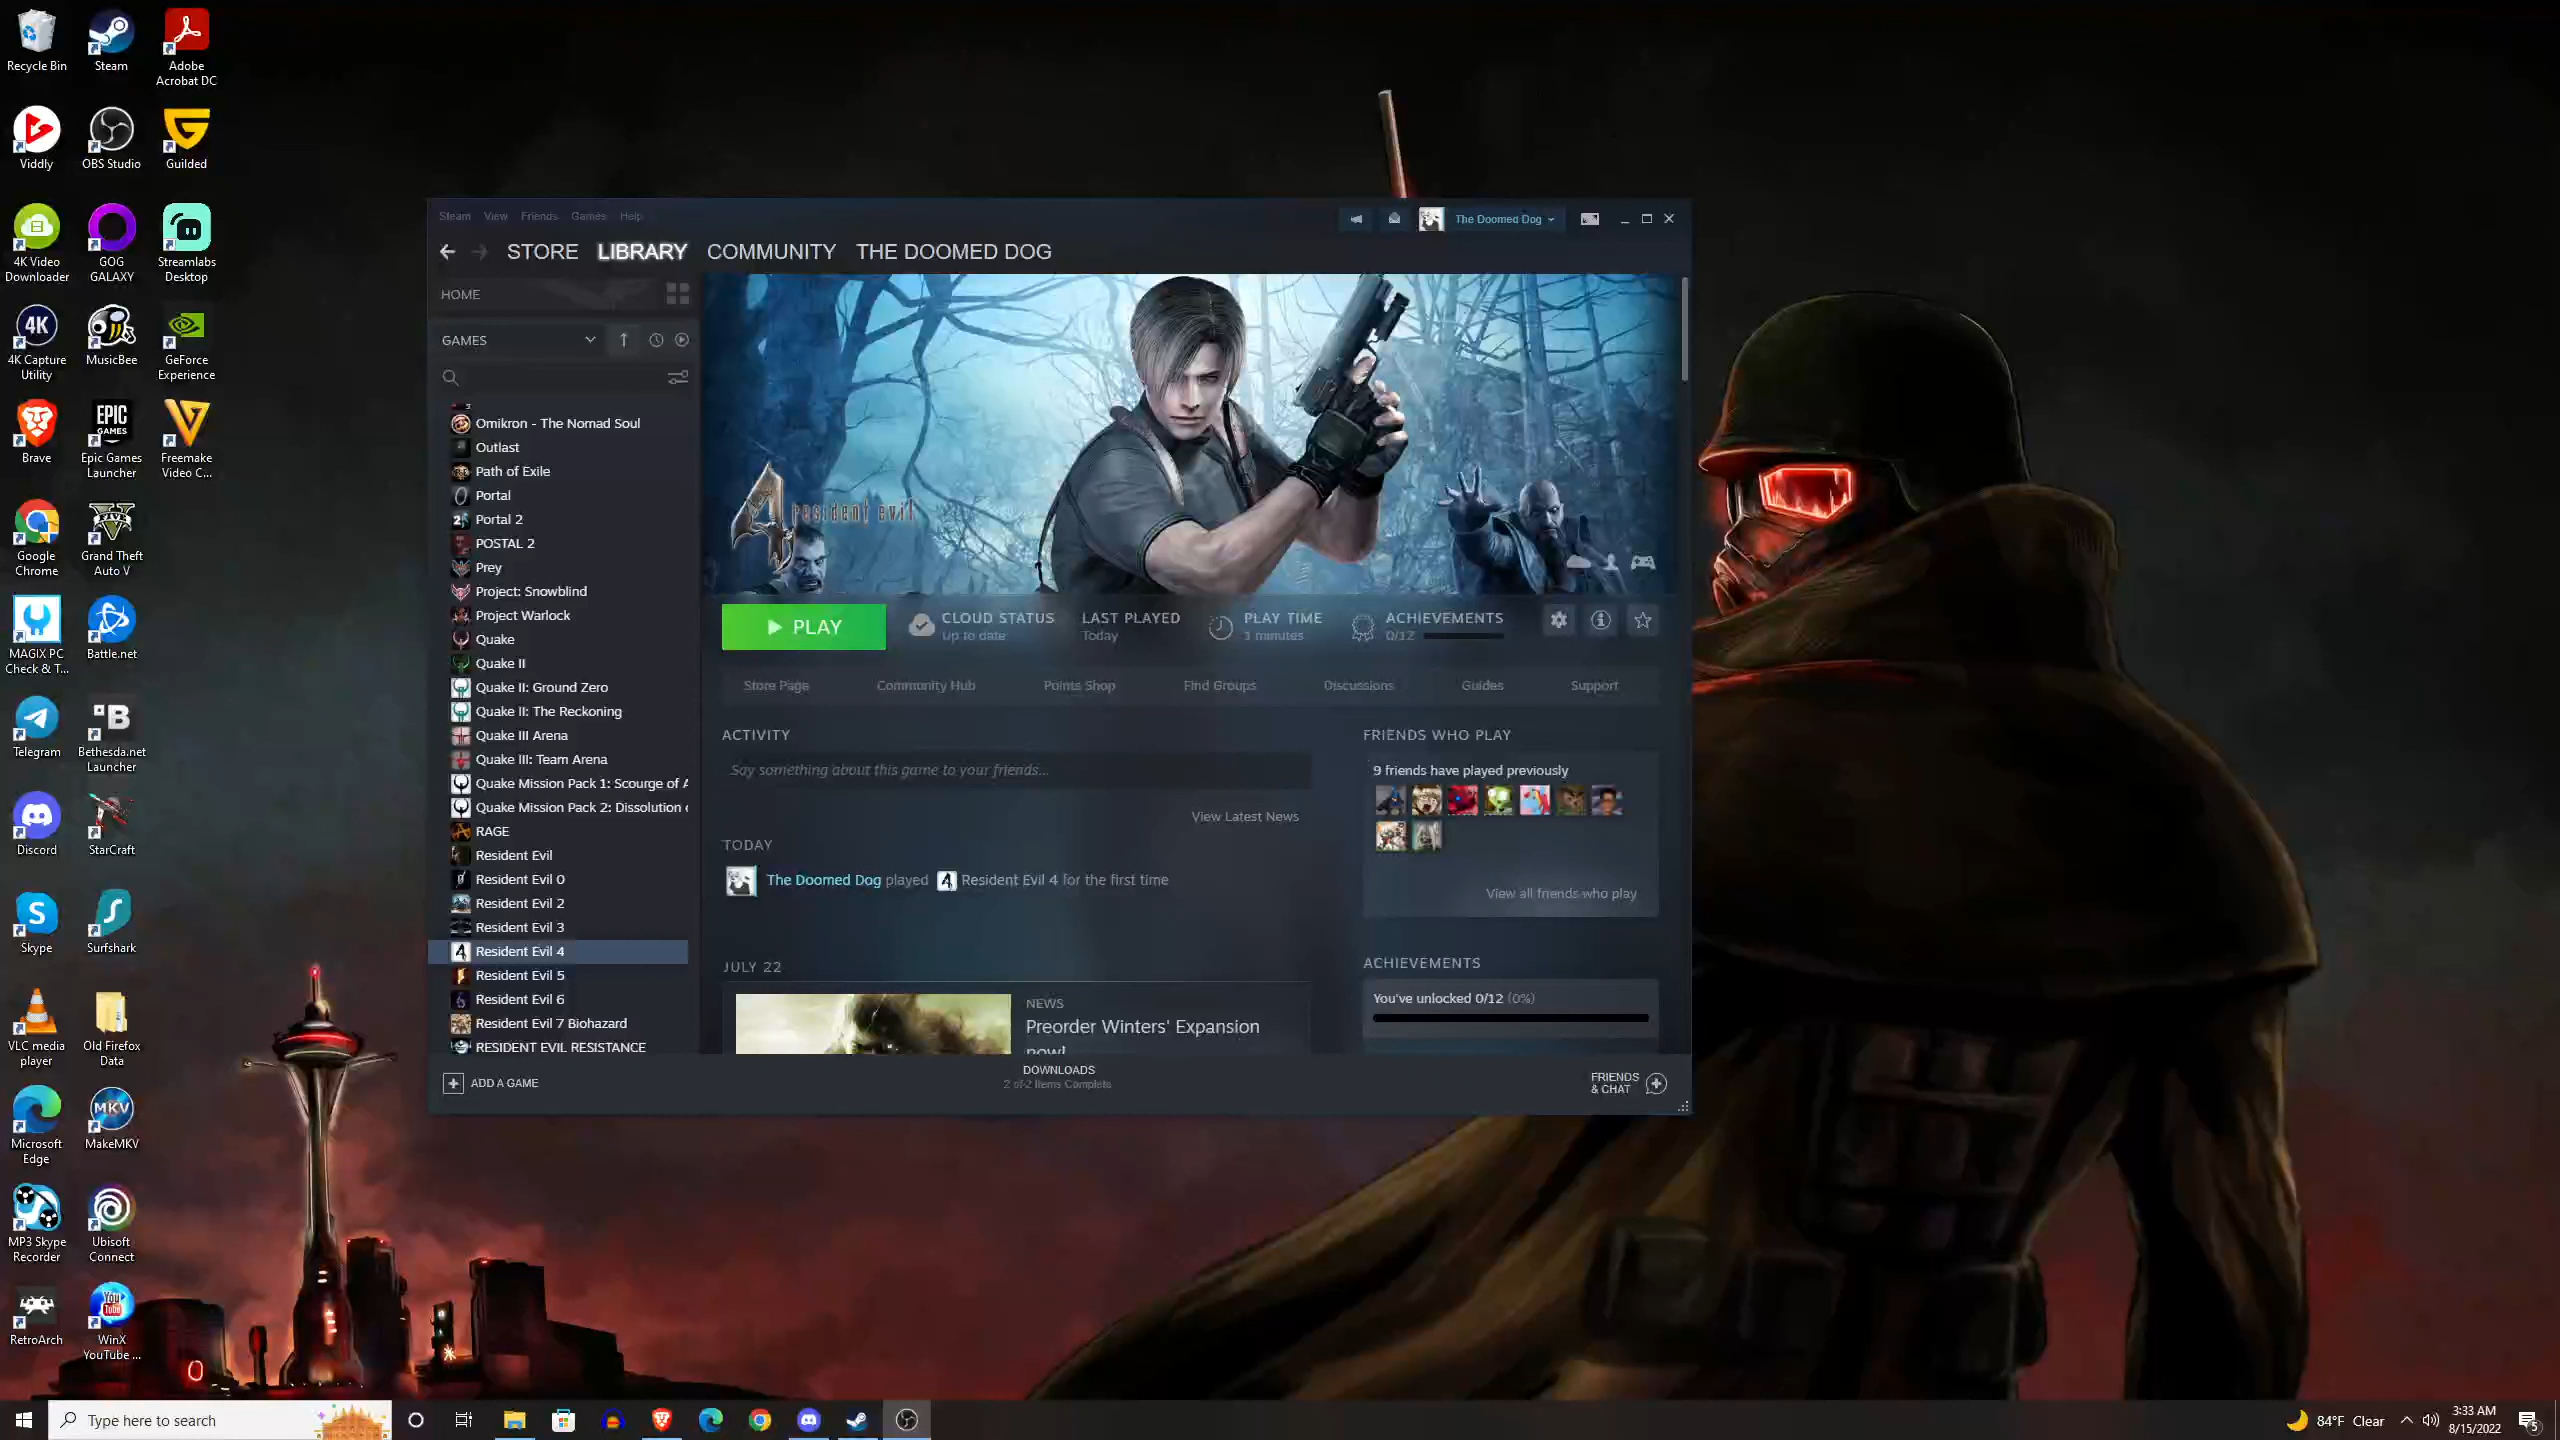 Recycle Bin
Steam
Adobe
Acrobat DC
Viddly
OBS Studio
Guilded
4K Video
Downloader
GOG
GALAXY
Streamlabs
Desktop
4K
4K Capture
Utility
MusicBee
GeForce
Experience
Brave
EPIC
GAMES
Epic Games
Launcher
Freemake
Video C...
Google
Chrome
FIVE
Grand Theft
Auto V
MAGIX PC
Check & T...
Battle.net
Telegram
B
Bethesda.net
Launcher
Discord
StarCraft
S
Skype
Surfshark
VLC media
player
Old Firefox
Data
Microsoft
Edge
MKV
MakeMKV
MP3 Skype
Recorder
Ubisoft
Connect
RetroArch
You
Tube
WinX
YouTube ...
Steam View Friends Games Help
The Doomed Dog
STORE LIBRARY COMMUNITY THE DOOMED DOG
HOME
GAMES
Omikron - The Nomad Soul
Outlast
Path of Exile
Portal
Portal 2
POSTAL 2
Prey
Project: Snowblind
Project Warlock
Quake
Quake II
Quake II: Ground Zero
Quake II: The Reckoning
Quake III Arena
Quake III: Team Arena
Quake Mission Pack 1: Scourge of A
Quake Mission Pack 2: Dissolution
RAGE
Resident Evil
Resident Evil 0
Resident Evil 2
Resident Evil 3
Resident Evil 4
Resident Evil 5
Resident Evil 6
Resident Evil 7 Biohazard
RESIDENT EVIL RESISTANCE
ADD A GAME
4 resident evil
PLAY
CLOUD STATUS
Up to date
LAST PLAYED
Today
PLAY TIME
3 minutes
ACHIEVEMENTS
0/12
Store Page Community Hub Points Shop Find Groups Discussions Guides Support
ACTIVITY
Say something about this game to your friends...
View Latest News
TODAY
The Doomed Dog played 4 Resident Evil 4 for the first time
JULY 22
NEWS
Preorder Winters' Expansion
now!
FRIENDS WHO PLAY
9 friends have played previously
View all friends who play
ACHIEVEMENTS
You've unlocked 0/12 (0%)
DOWNLOADS
2 of 2 Items Complete
FRIENDS
& CHAT
Type here to search
84°F Clear
3:33 AM
8/15/2022
5